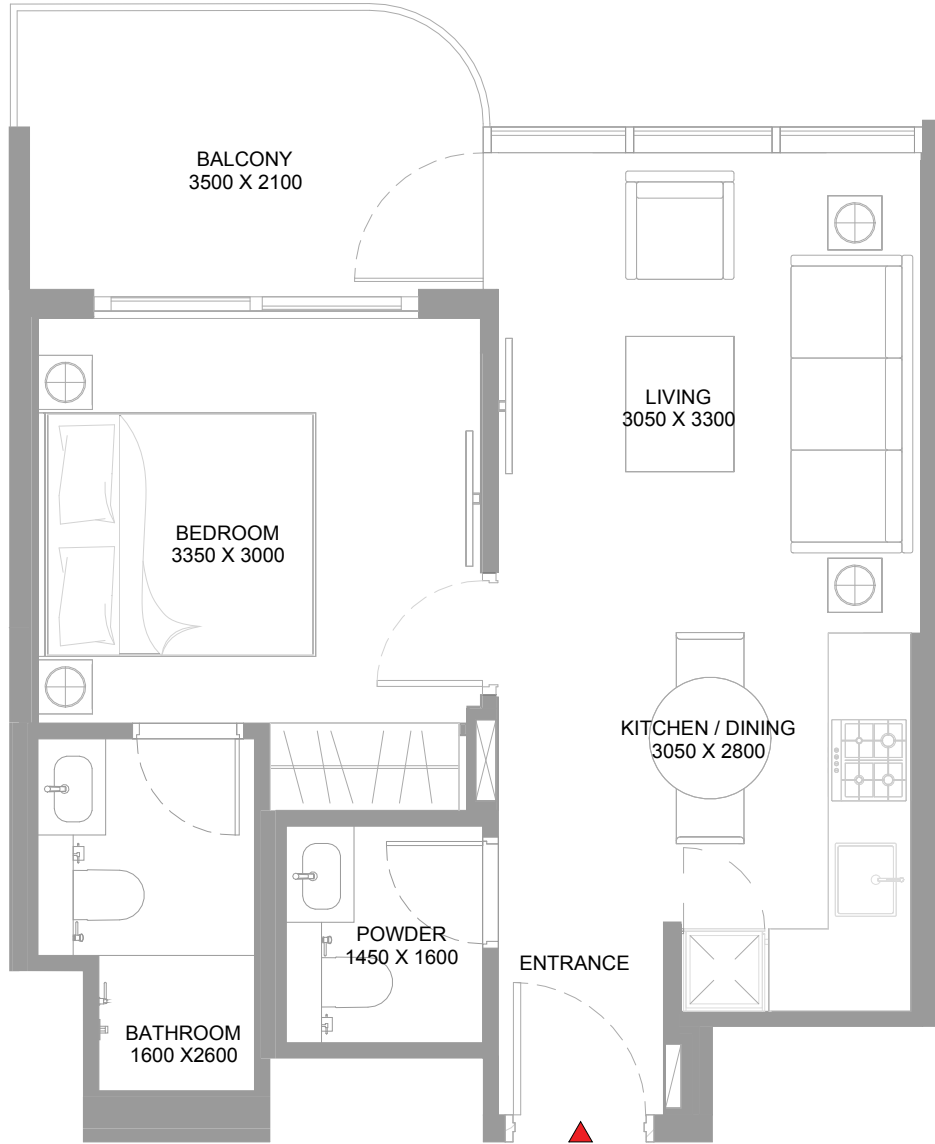 BALCONY
3500 X 2100
LIVING
3050 X 3300
BEDROOM
3350 X 3000
KITCHEN / DINING
3050 X 2800
POWDER
1450 X 1600
ENTRANCE
BATHROOM
1600 X2600